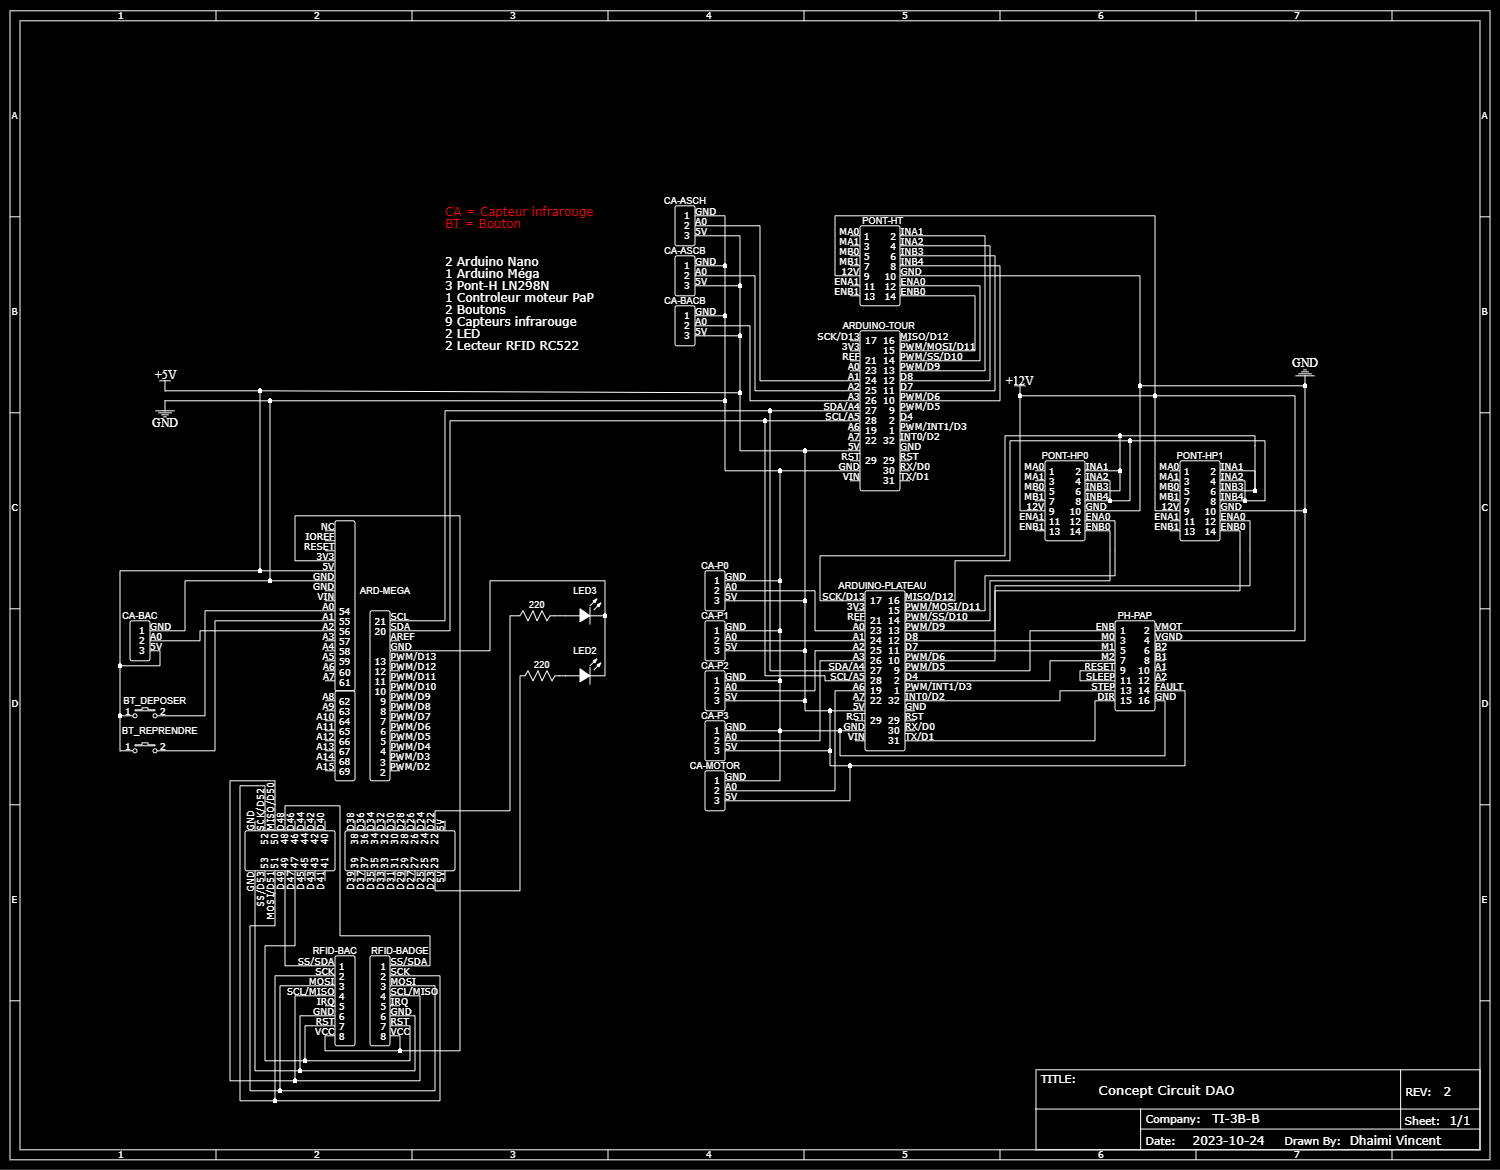 1 2 3 4 5 6 7
A A
B B
C C
D D
E E
CA = Capteur infrarouge
BT = Bouton
2 Arduino Nano
1 Arduino Méga
3 Pont-H LN298N
1 Controleur moteur PaP
2 Boutons
9 Capteurs infrarouge
2 LED
2 Lecteur RFID RC522
CA-ASCH
1 GND
2 A0
3 5V
CA-ASCB
1 GND
2 A0
3 5V
CA-BACB
1 GND
2 A0
3 5V
PONT-HT
MA0 1 2 INA1
MA1 3 4 INA2
MB0 5 6 INB3
MB1 7 8 INB4
12V 9 10 GND
ENA1 11 12 ENA0
ENB1 13 14 ENB0
ARDUINO-TOUR
SCK/D13 17 16 MISO/D12
3V3 15 PWM/MOSI/D11
REF 21 14 PWM/SS/D10
A0 23 13 PWM/D9
A1 24 12 D8
A2 25 11 D7
A3 26 10 PWM/D6
SDA/A4 27 9 PWM/D5
SCL/A5 28 2 D4
A6 19 1 PWM/INT1/D3
A7 22 32 INT0/D2
5V GND
RST 29 29 RST
GND 30 RX/D0
VIN 31 TX/D1
+5V
GND
+12V
GND
PONT-HP0
MA0 1 2 INA1
MA1 3 4 INA2
MB0 5 6 INB3
MB1 7 8 INB4
12V 9 10 GND
ENA1 11 12 ENA0
ENB1 13 14 ENB0
PONT-HP1
MA0 1 2 INA1
MA1 3 4 INA2
MB0 5 6 INB3
MB1 7 8 INB4
12V 9 10 GND
ENA1 11 12 ENA0
ENB1 13 14 ENB0
ARD-MEGA
NC
IOREF
RESET
3V3
5V
GND
GND
VIN
A0 54
A1 55
A2 56
A3 57
A4 58
A5 59
A6 60
A7 61
A8 62
A9 63
A10 64
A11 65
A12 66
A13 67
A14 68
A15 69
21 SCL
20 SDA
AREF
GND
13 PWM/D13
12 PWM/D12
11 PWM/D11
10 PWM/D10
9 PWM/D9
8 PWM/D8
7 PWM/D7
6 PWM/D6
5 PWM/D5
4 PWM/D4
3 PWM/D3
2 PWM/D2
CA-BAC
1 GND
2 A0
3 5V
BT_DEPOSER
1 2
BT_REPRENDRE
1 2
220 LED3
220 LED2
CA-P0
1 GND
2 A0
3 5V
CA-P1
1 GND
2 A0
3 5V
CA-P2
1 GND
2 A0
3 5V
CA-P3
1 GND
2 A0
3 5V
CA-MOTOR
1 GND
2 A0
3 5V
ARDUINO-PLATEAU
SCK/D13 17 16 MISO/D12
3V3 15 PWM/MOSI/D11
REF 21 14 PWM/SS/D10
A0 23 13 PWM/D9
A1 24 12 D8
A2 25 11 D7
A3 26 10 PWM/D6
SDA/A4 27 9 PWM/D5
SCL/A5 28 2 D4
A6 19 1 PWM/INT1/D3
A7 22 32 INT0/D2
5V GND
RST 29 29 RST
GND 30 RX/D0
VIN 31 TX/D1
PH-PAP
ENB 1 2 VMOT
M0 3 4 VGND
M1 5 6 B2
M2 7 8 B1
RESET 9 10 A1
SLEEP 11 12 A2
STEP 13 14 FAULT
DIR 15 16 GND
GND SCK/D52 MISO/D50 D48 D46 D44 D42 D40
52 50 48 46 44 42 40
53 51 49 47 45 43 41
GND SS/D53 MOSI/D51 D49 D47 D45 D43 D41
D38 D36 D34 D32 D30 D28 D26 D24 D22 5V
38 36 34 32 30 28 26 24 22
39 37 35 33 31 29 27 25 23
D39 D37 D35 D33 D31 D29 D27 D25 D23 5V
RFID-BAC
SS/SDA 1
SCK 2
MOSI 3
SCL/MISO 4
IRQ 5
GND 6
RST 7
VCC 8
RFID-BADGE
1 SS/SDA
2 SCK
3 MOSI
4 SCL/MISO
5 IRQ
6 GND
7 RST
8 VCC
TITLE:
Concept Circuit DAO
REV: 2
Company: TI-3B-B
Sheet: 1/1
Date: 2023-10-24 Drawn By: Dhaimi Vincent
1 2 3 4 5 6 7